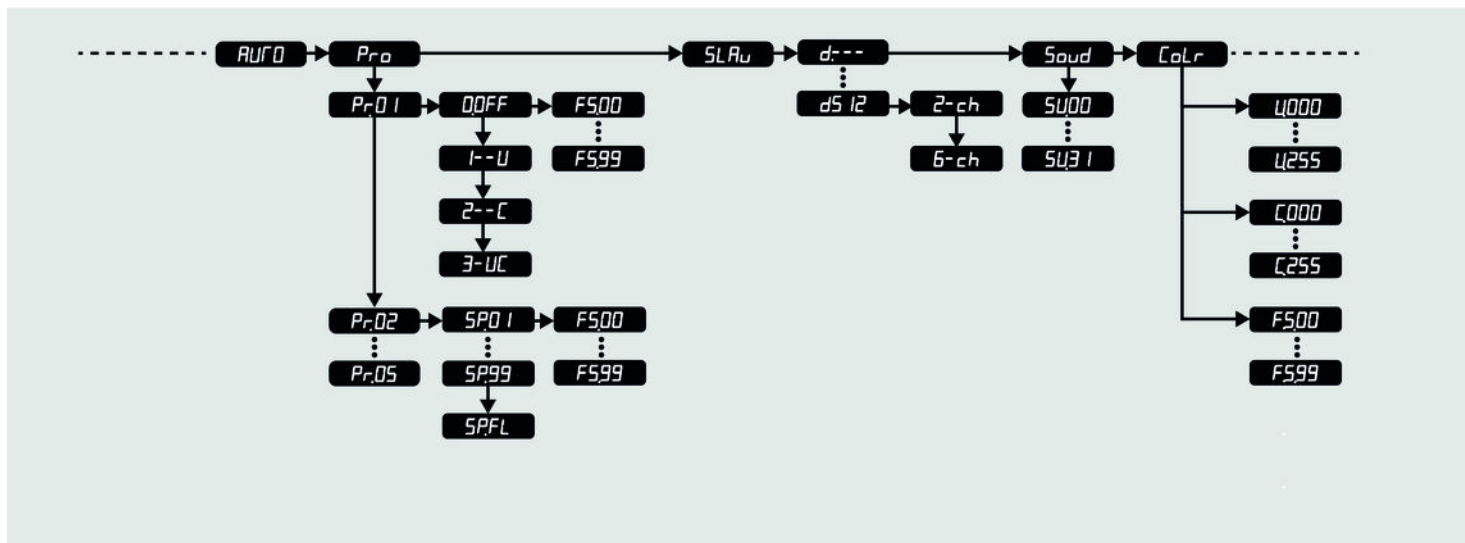 AUTO Pro SLAu d.--- Soud CoLr
Pr.01 0.OFF FS.00 dS12 2-ch SU.00 U.000
1--U FS.99 6-ch SU.31 U.255
2--C C.000
3-UC C.255
Pr.02 SP.01 FS.00 FS.00
Pr.05 SP.99 FS.99 FS.99
SP.FL